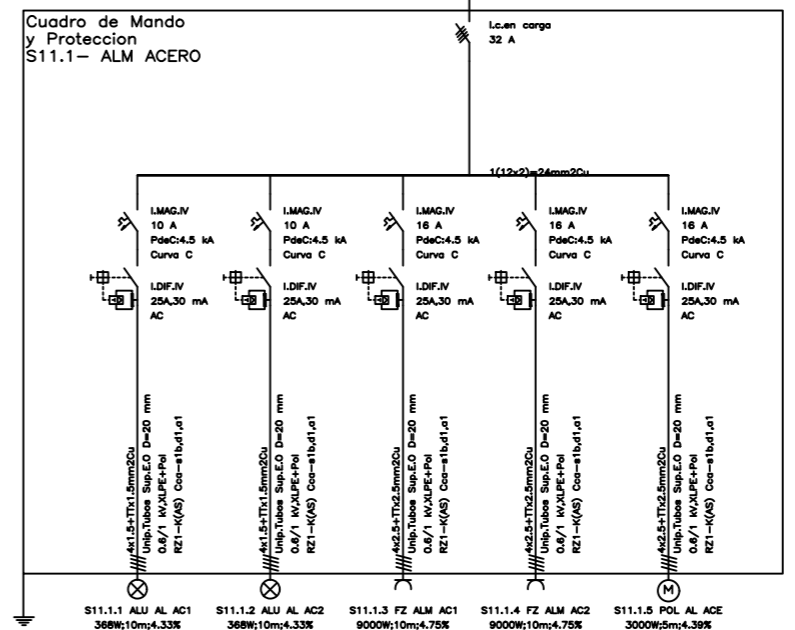 Cuadro de Mando
y Proteccion
S11.1- ALM ACERO
I.c.en carga
32 A
1(12x2)=24mm2Cu
I.MAG.IV
10 A
PdeC:4.5 kA
Curva C
I.DIF.IV
25A,30 mA
AC
4x1.5+TTx1.5mm2Cu
Unip.Tubos Sup.E.O D=20 mm
0.6/1 kV,XLPE+Pol
RZ1-K(AS) Cca-s1b,d1,a1
S11.1.1 ALU AL AC1
368W;10m;4.33%
I.MAG.IV
10 A
PdeC:4.5 kA
Curva C
I.DIF.IV
25A,30 mA
AC
4x1.5+TTx1.5mm2Cu
Unip.Tubos Sup.E.O D=20 mm
0.6/1 kV,XLPE+Pol
RZ1-K(AS) Cca-s1b,d1,a1
S11.1.2 ALU AL AC2
368W;10m;4.33%
I.MAG.IV
16 A
PdeC:4.5 kA
Curva C
I.DIF.IV
25A,30 mA
AC
4x2.5+TTx2.5mm2Cu
Unip.Tubos Sup.E.O D=20 mm
0.6/1 kV,XLPE+Pol
RZ1-K(AS) Cca-s1b,d1,a1
S11.1.3 FZ ALM AC1
9000W;10m;4.75%
I.MAG.IV
16 A
PdeC:4.5 kA
Curva C
I.DIF.IV
25A,30 mA
AC
4x2.5+TTx2.5mm2Cu
Unip.Tubos Sup.E.O D=20 mm
0.6/1 kV,XLPE+Pol
RZ1-K(AS) Cca-s1b,d1,a1
S11.1.4 FZ ALM AC2
9000W;10m;4.75%
I.MAG.IV
16 A
PdeC:4.5 kA
Curva C
I.DIF.IV
25A,30 mA
AC
4x2.5+TTx2.5mm2Cu
Unip.Tubos Sup.E.O D=20 mm
0.6/1 kV,XLPE+Pol
RZ1-K(AS) Cca-s1b,d1,a1
M
S11.1.5 POL AL ACE
3000W;5m;4.39%